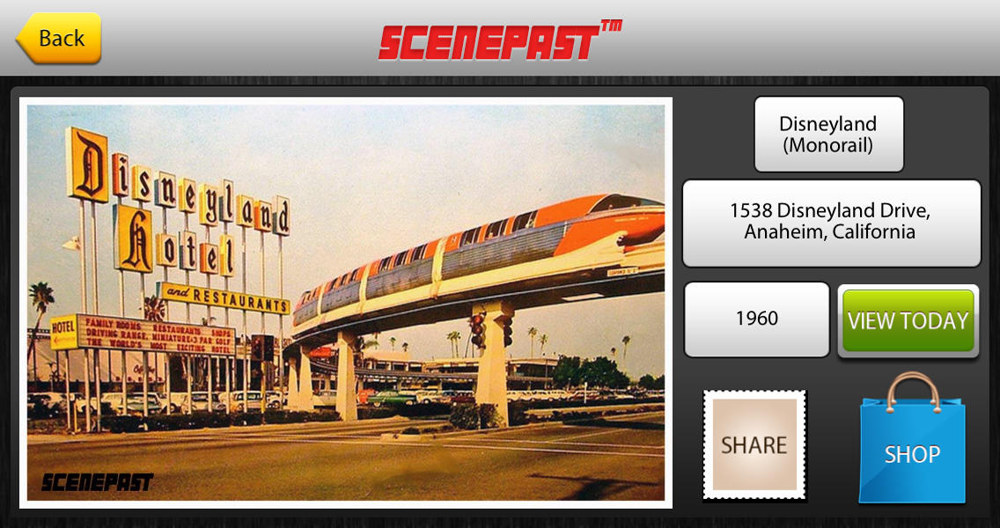 Back
SCENEPAST™
Disneyland
Hotel
and RESTAURANTS
HOTEL
FAMILY ROOMS RESTAURANTS SHOPS
DRIVING RANGE, MINIATURE & PAR GOLF
THE WORLD'S MOST EXCITING HOTEL
SCENEPAST
Disneyland
(Monorail)
1538 Disneyland Drive,
Anaheim, California
1960
VIEW TODAY
SHARE
SHOP